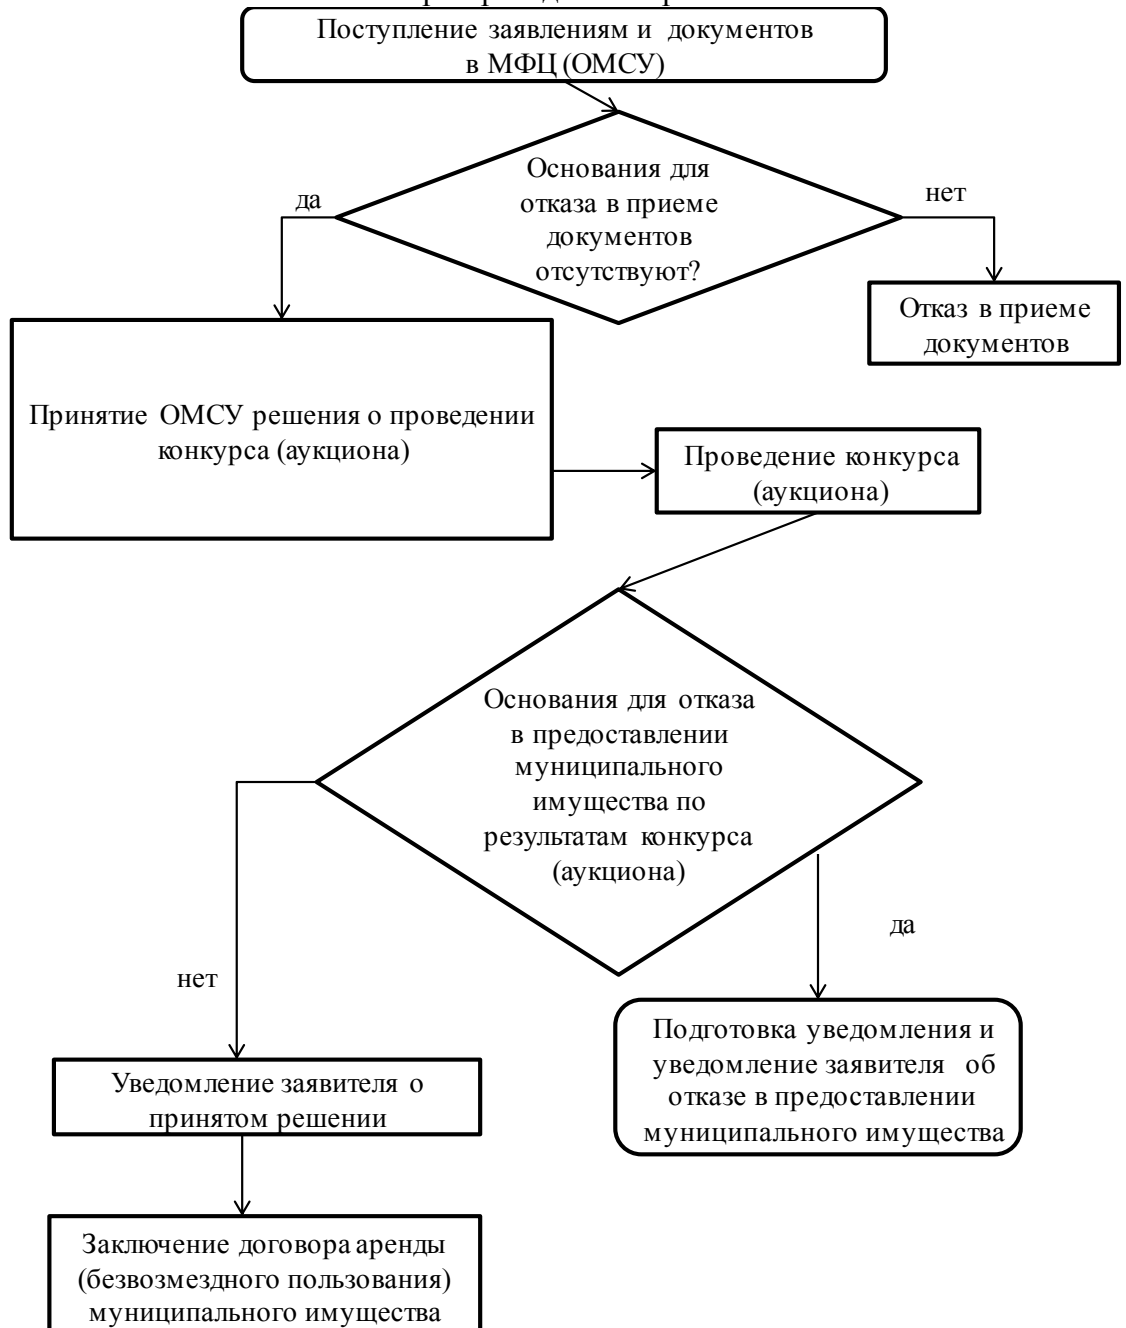 Поступление заявлениям и документов
в МФЦ (ОМСУ)
Основания для
отказа в приеме
документов
отсутствуют?
да
нет
Отказ в приеме
документов
Принятие ОМСУ решения о проведении
конкурса (аукциона)
Проведение конкурса
(аукциона)
Основания для отказа
в предоставлении
муниципального
имущества по
результатам конкурса
(аукциона)
да
нет
Подготовка уведомления и
уведомление заявителя об
отказе в предоставлении
муниципального имущества
Уведомление заявителя о
принятом решении
Заключение договора аренды
(безвозмездного пользования)
муниципального имущества